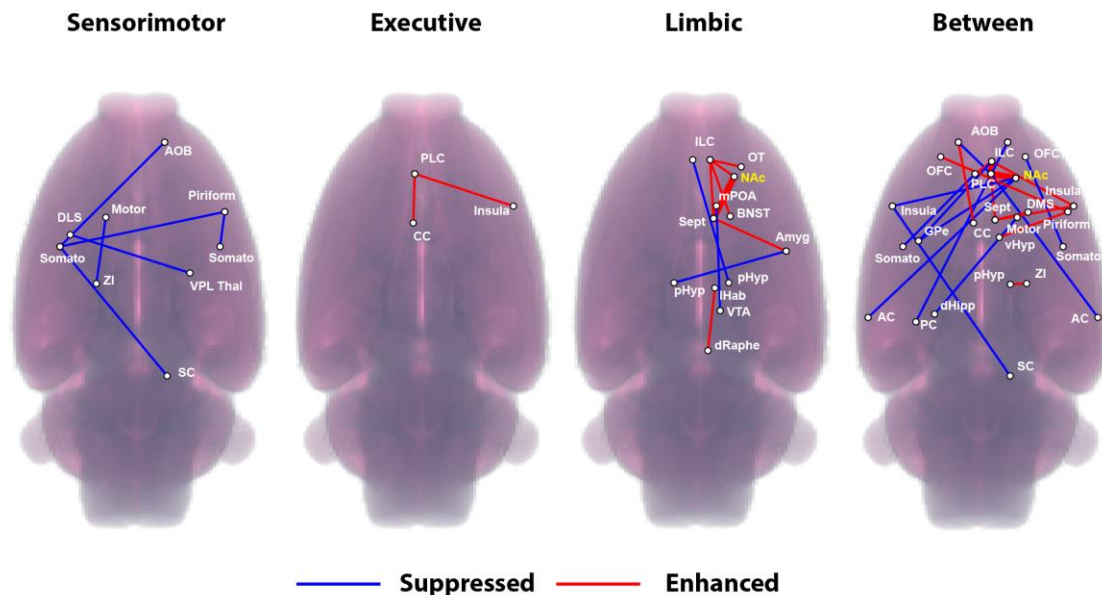 Sensorimotor
Executive
Limbic
Between
AOB
Piriform
DLS
Motor
Somato
Somato
ZI
VPL Thal
SC
PLC
Insula
CC
ILC
OT
NAc
mPOA
Sept
BNST
Amyg
pHyp
pHyp
lHab
VTA
dRaphe
AOB
ILC
OFC
OFC
PLC
NAc
Insula
Insula
Sept
DMS
GPe
CC
Motor
Piriform
Somato
vHyp
Somato
pHyp
ZI
AC
PC
dHipp
AC
SC
Suppressed
Enhanced